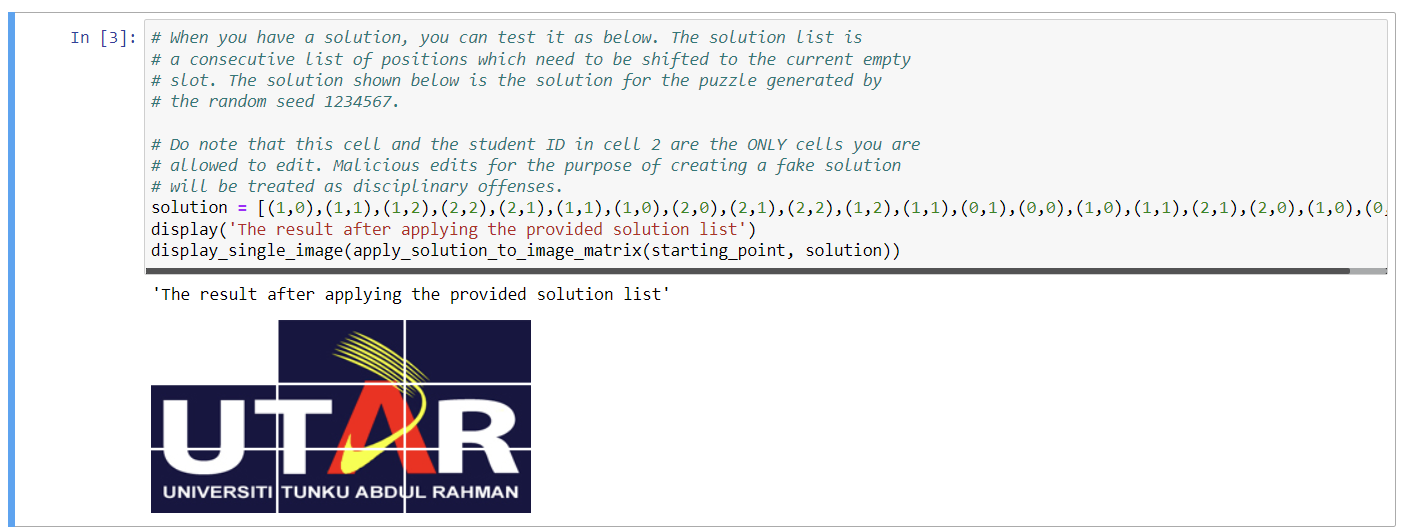 In [3]: # When you have a solution, you can test it as below. The solution list is
# a consecutive list of positions which need to be shifted to the current empty
# slot. The solution shown below is the solution for the puzzle generated by
# the random seed 1234567.
# Do note that this cell and the student ID in cell 2 are the ONLY cells you are
# allowed to edit. Malicious edits for the purpose of creating a fake solution
# will be treated as disciplinary offenses.
solution = [(1,0),(1,1),(1,2),(2,2),(2,1),(1,1),(1,0),(2,0),(2,1),(2,2),(1,2),(1,1),(0,1),(0,0),(1,0),(1,1),(2,1),(2,0),(1,0),(0,
display('The result after applying the provided solution list')
display_single_image(apply_solution_to_image_matrix(starting_point, solution))
'The result after applying the provided solution list'
UTAR
UNIVERSITI TUNKU ABDUL RAHMAN